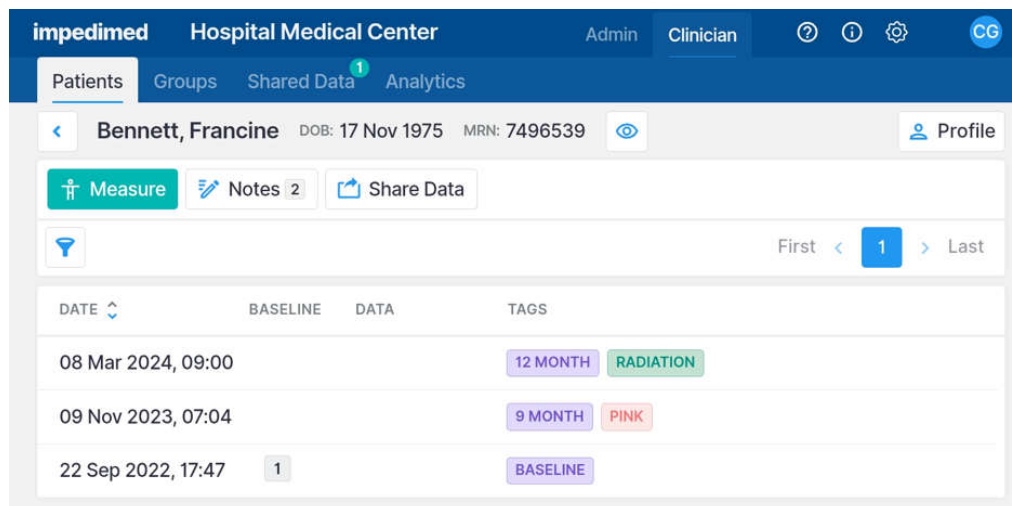 impedimed Hospital Medical Center Admin Clinician CG
Patients Groups Shared Data 1 Analytics
Bennett, Francine DOB: 17 Nov 1975 MRN: 7496539 Profile
Measure Notes 2 Share Data
First < 1 > Last
DATE BASELINE DATA TAGS
08 Mar 2024, 09:00 12 MONTH RADIATION
09 Nov 2023, 07:04 9 MONTH PINK
22 Sep 2022, 17:47 1 BASELINE